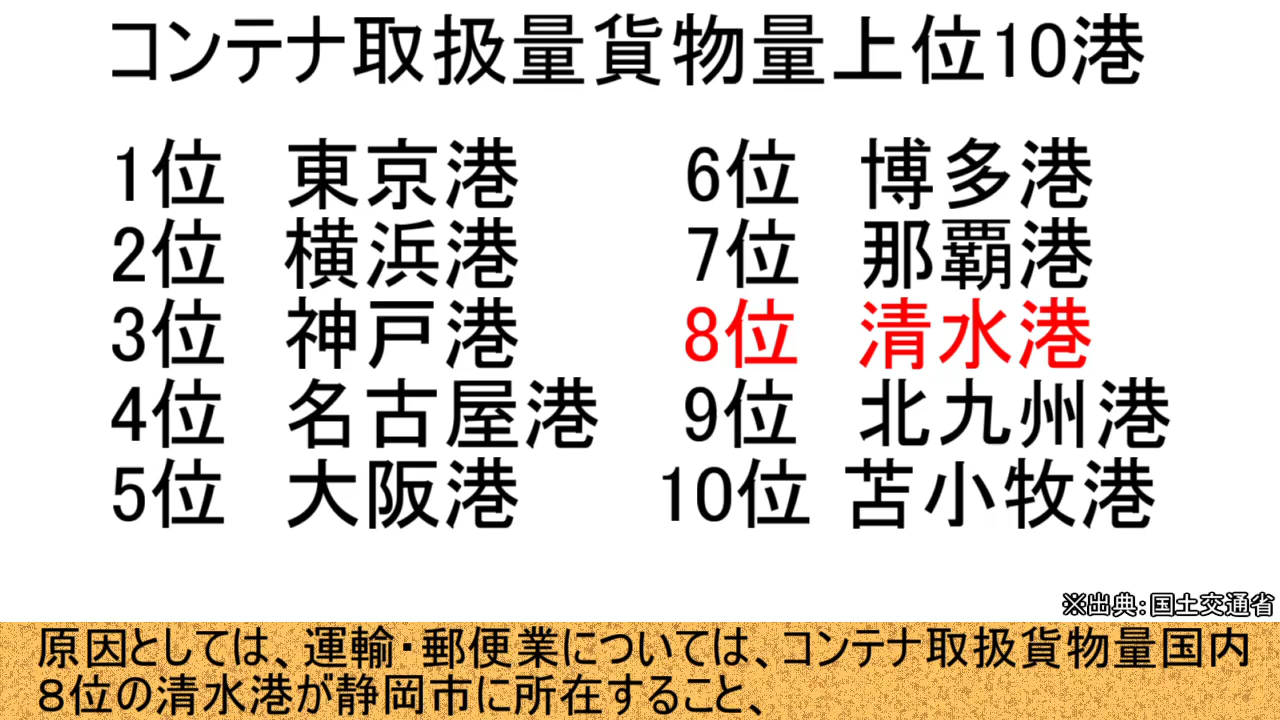 コンテナ取扱量貨物量上位10港
1位 東京港
2位 横浜港
3位 神戸港
4位 名古屋港
5位 大阪港
6位 博多港
7位 那覇港
8位 清水港
9位 北九州港
10位 苫小牧港
※出典：国土交通省
原因としては、運輸・郵便業については、コンテナ取扱貨物量国内
８位の清水港が静岡市に所在すること、